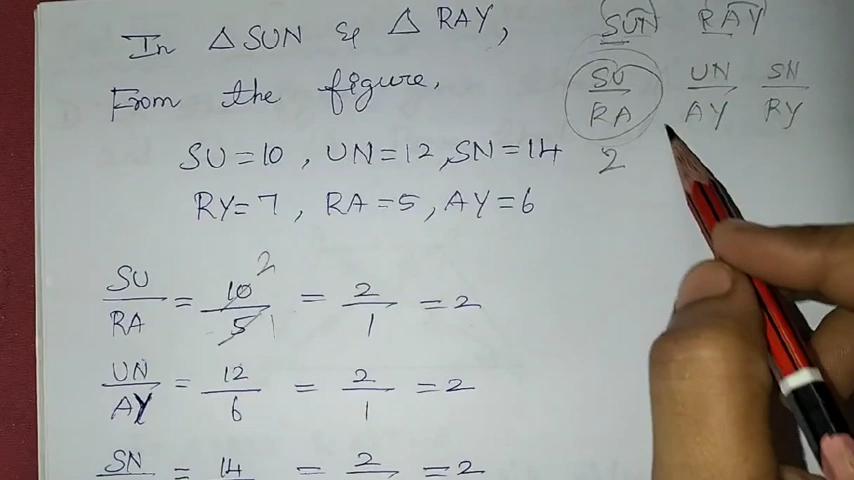 In △ SUN & △ RAY,
From the figure,
SU = 10 , UN = 12 , SN = 14
RY = 7 , RA = 5 , AY = 6
SU/RA = 10/5 = 2/1 = 2
2 1
UN/AY = 12/6 = 2/1 = 2
SN = 14 = 2 = 2
SUN RAY
SU/RA UN/AY SN/RY
2